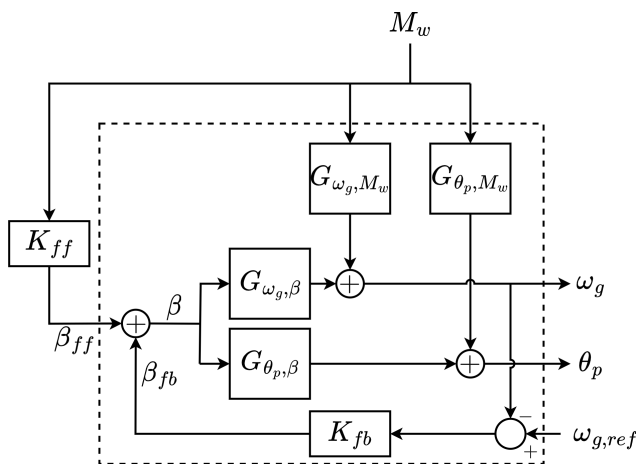 M_w
G_{ω_g,M_w}
G_{θ_p,M_w}
K_{ff}
G_{ω_g,β}
+
ω_g
β
+
β_{ff}
G_{θ_p,β}
+
θ_p
β_{fb}
K_{fb}
−
+
ω_{g,ref}